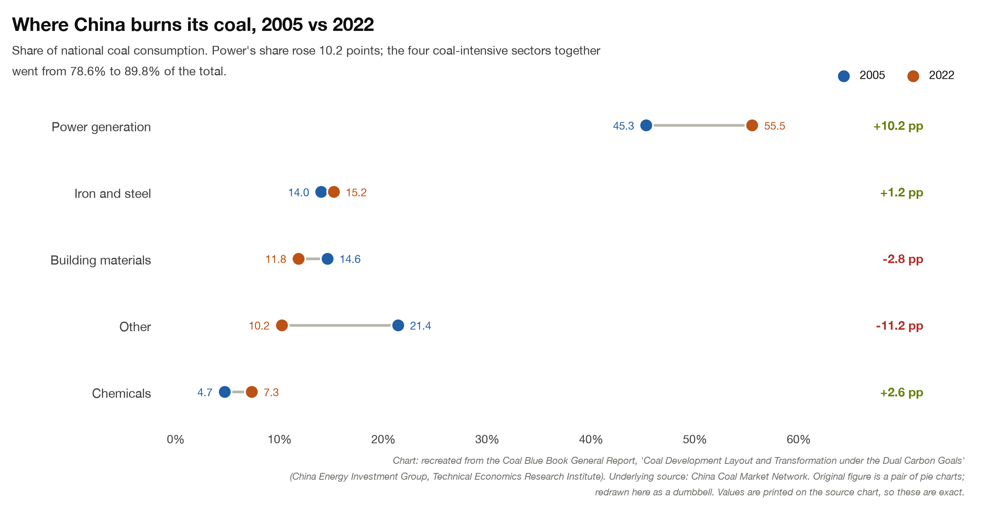 Where China burns its coal, 2005 vs 2022
Share of national coal consumption. Power's share rose 10.2 points; the four coal-intensive sectors together
went from 78.6% to 89.8% of the total.
2005 2022
Power generation 45.3 55.5 +10.2 pp
Iron and steel 14.0 15.2 +1.2 pp
Building materials 11.8 14.6 -2.8 pp
Other 10.2 21.4 -11.2 pp
Chemicals 4.7 7.3 +2.6 pp
0% 10% 20% 30% 40% 50% 60%
Chart: recreated from the Coal Blue Book General Report, 'Coal Development Layout and Transformation under the Dual Carbon Goals'
(China Energy Investment Group, Technical Economics Research Institute). Underlying source: China Coal Market Network. Original figure is a pair of pie charts;
redrawn here as a dumbbell. Values are printed on the source chart, so these are exact.